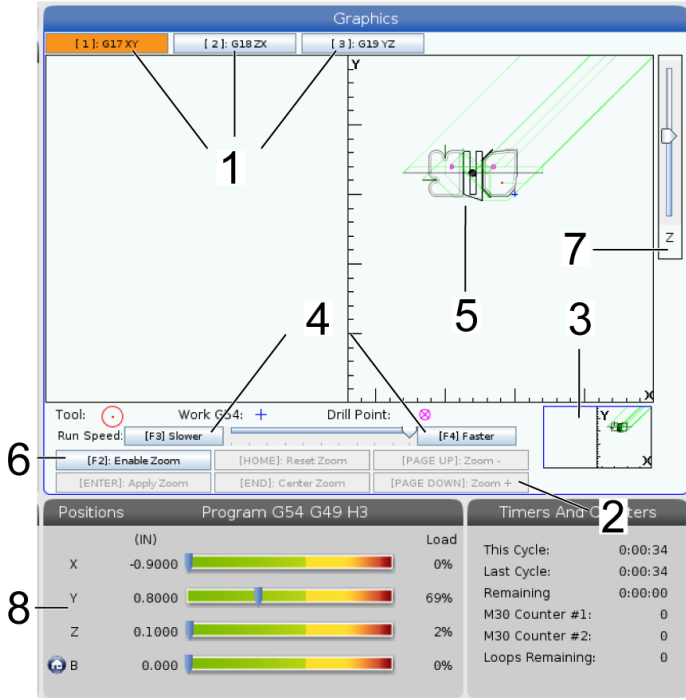 Graphics
[ 1 ]: G17 XY [ 2 ]: G18 ZX [ 3 ]: G19 YZ
Y
1
7
Z
4
5
3
X
Tool: Work G54: Drill Point:
Y
Run Speed: [F3] Slower [F4] Faster
6
[F2]: Enable Zoom [HOME]: Reset Zoom [PAGE UP]: Zoom -
X
[ENTER]: Apply Zoom [END]: Center Zoom [PAGE DOWN]: Zoom +
2
Positions Program G54 G49 H3
(IN) Load
X -0.9000 0%
Y 0.8000 69%
8
Z 0.1000 2%
B 0.000 0%
Timers And Counters
This Cycle: 0:00:34
Last Cycle: 0:00:34
Remaining 0:00:00
M30 Counter #1: 0
M30 Counter #2: 0
Loops Remaining: 0